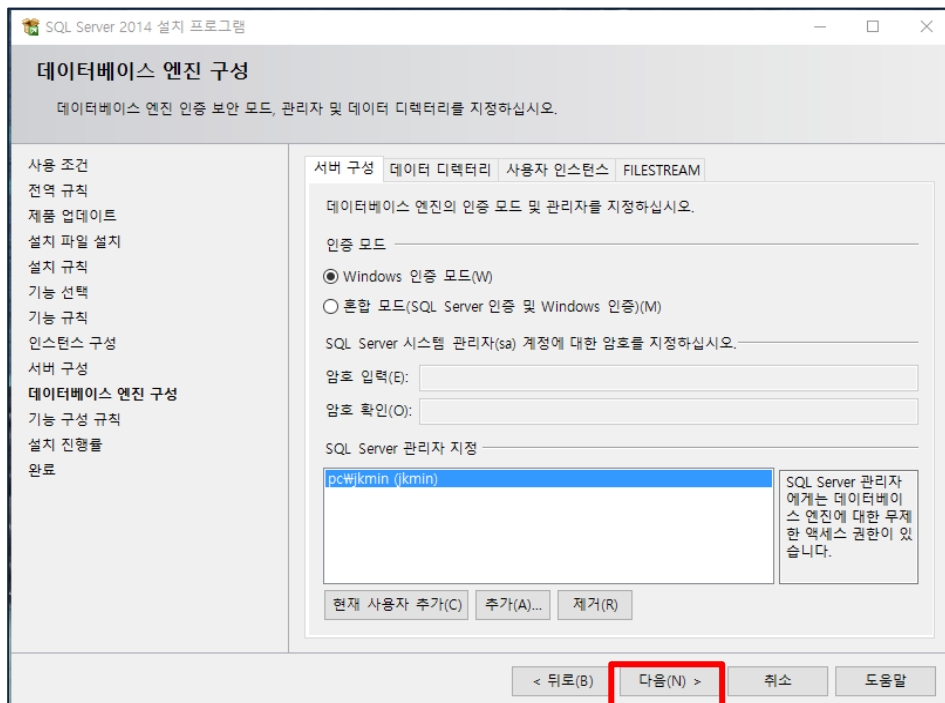 SQL Server 2014 설치 프로그램
데이터베이스 엔진 구성
데이터베이스 엔진 인증 보안 모드, 관리자 및 데이터 디렉터리를 지정하십시오.
사용 조건
전역 규칙
제품 업데이트
설치 파일 설치
설치 규칙
기능 선택
기능 규칙
인스턴스 구성
서버 구성
데이터베이스 엔진 구성
기능 구성 규칙
설치 진행률
완료
서버 구성 데이터 디렉터리 사용자 인스턴스 FILESTREAM
데이터베이스 엔진의 인증 모드 및 관리자를 지정하십시오.
인증 모드
Windows 인증 모드(W)
혼합 모드(SQL Server 인증 및 Windows 인증)(M)
SQL Server 시스템 관리자(sa) 계정에 대한 암호를 지정하십시오.
암호 입력(E):
암호 확인(O):
SQL Server 관리자 지정
pc₩jkmin (jkmin)
SQL Server 관리자
에게는 데이터베이
스 엔진에 대한 무제
한 액세스 권한이 있
습니다.
현재 사용자 추가(C) 추가(A)... 제거(R)
< 뒤로(B) 다음(N) > 취소 도움말